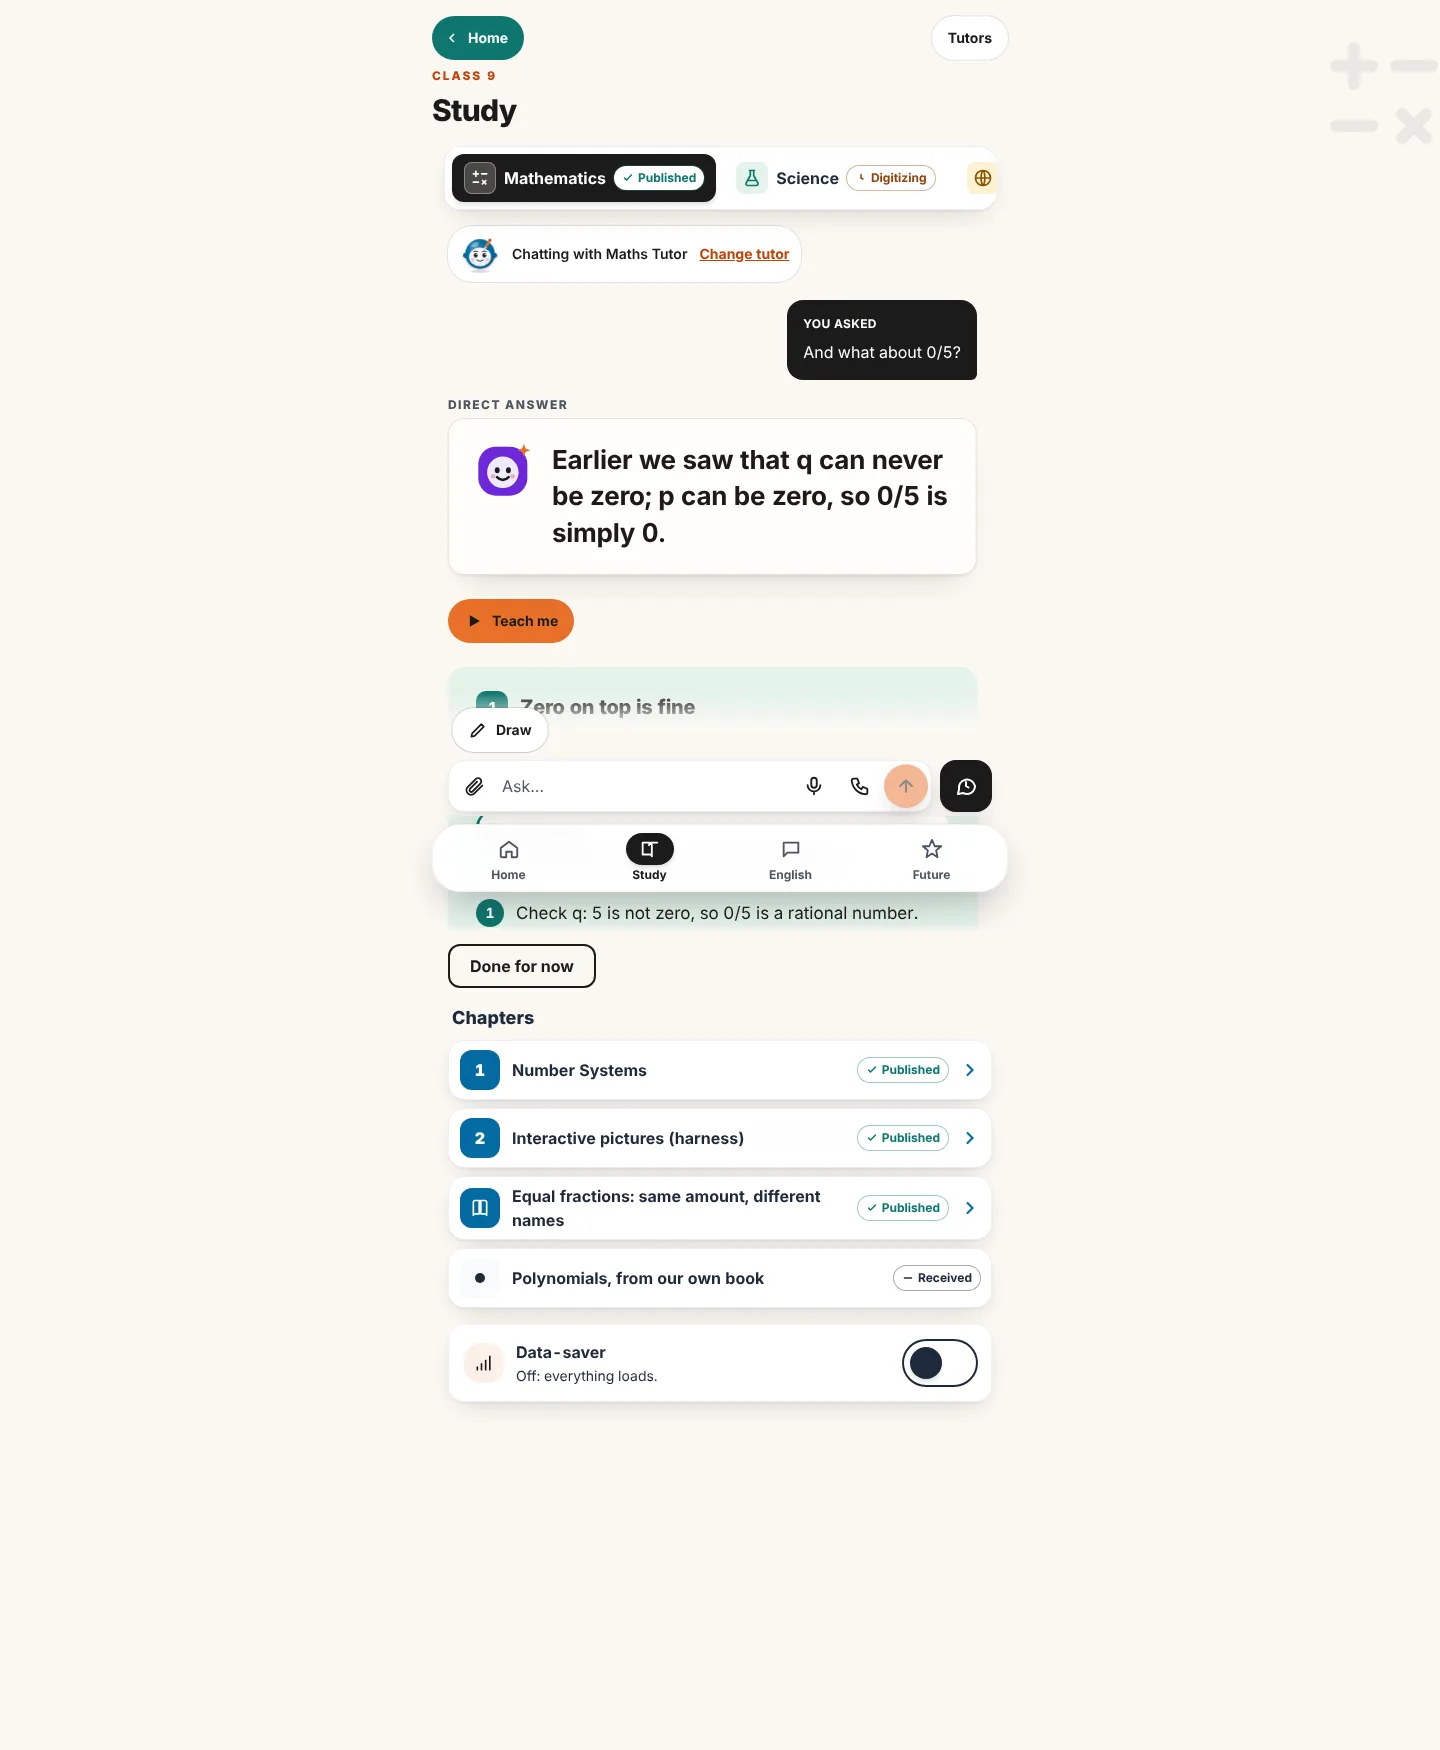 Home
Tutors
CLASS 9
Study
Mathematics
Published
Science
Digitizing
Chatting with Maths Tutor Change tutor
YOU ASKED
And what about 0/5?
DIRECT ANSWER
Earlier we saw that q can never
be zero; p can be zero, so 0/5 is
simply 0.
Teach me
1
Zero on top is fine
Draw
Ask...
Home
Study
English
Future
1
Check q: 5 is not zero, so 0/5 is a rational number.
Done for now
Chapters
1
Number Systems
Published
2
Interactive pictures (harness)
Published
Equal fractions: same amount, different
names
Published
Polynomials, from our own book
Received
Data-saver
Off: everything loads.